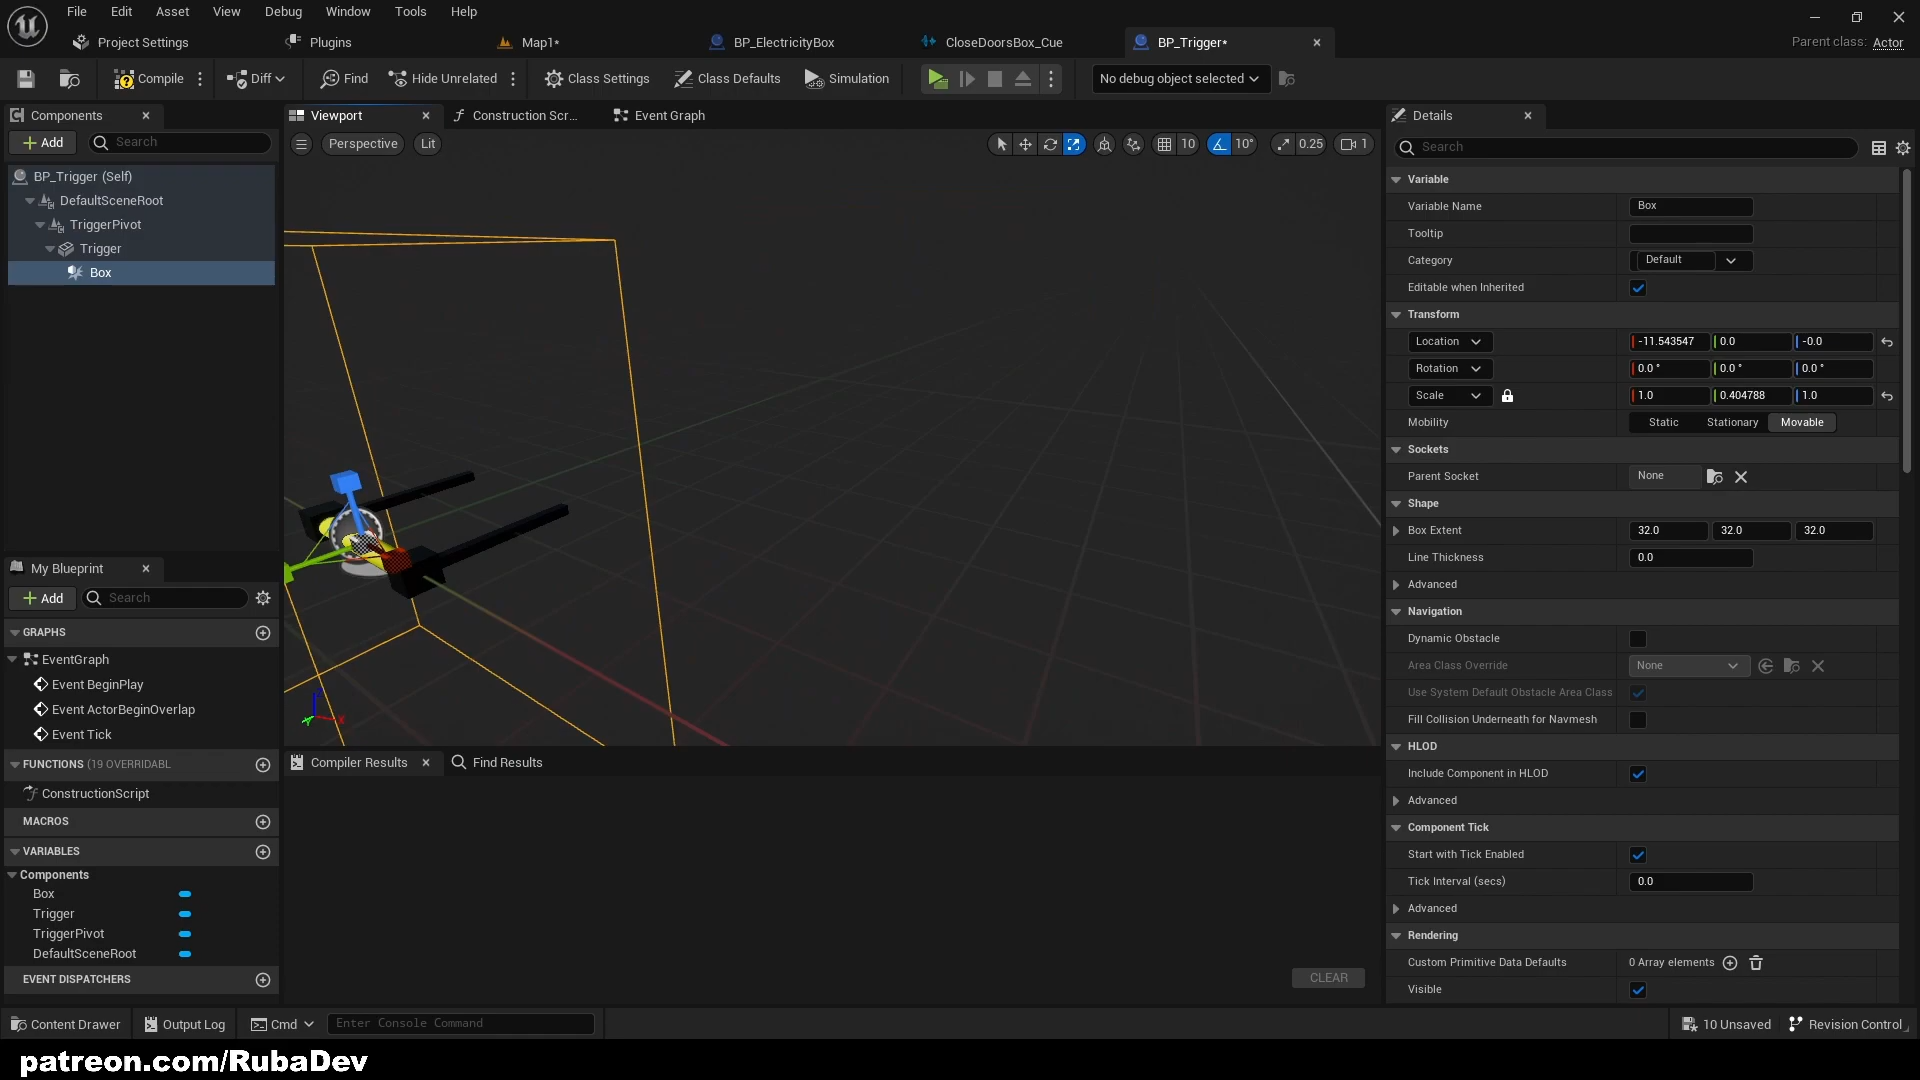 File Edit Asset View Debug Window Tools Help
Project Settings Plugins Map1* BP_ElectricityBox CloseDoorsBox_Cue BP_Trigger* Parent class: Actor
Compile Diff Find Hide Unrelated Class Settings Class Defaults Simulation No debug object selected
Components
Add Search
BP_Trigger (Self)
DefaultSceneRoot
TriggerPivot
Trigger
Box
My Blueprint
Add Search
GRAPHS
EventGraph
Event BeginPlay
Event ActorBeginOverlap
Event Tick
FUNCTIONS (19 OVERRIDABL
ConstructionScript
MACROS
VARIABLES
Components
Box
Trigger
TriggerPivot
DefaultSceneRoot
EVENT DISPATCHERS
Viewport Construction Scr... Event Graph
Perspective Lit 10 10° 0.25 1
Z
X
Compiler Results Find Results
CLEAR
Details
Search
Variable
Variable Name Box
Tooltip
Category Default
Editable when Inherited
Transform
Location -11.543547 0.0 -0.0
Rotation 0.0 ° 0.0 ° 0.0 °
Scale 1.0 0.404788 1.0
Mobility Static Stationary Movable
Sockets
Parent Socket None
Shape
Box Extent 32.0 32.0 32.0
Line Thickness 0.0
Advanced
Navigation
Dynamic Obstacle
Area Class Override None
Use System Default Obstacle Area Class
Fill Collision Underneath for Navmesh
HLOD
Include Component in HLOD
Advanced
Component Tick
Start with Tick Enabled
Tick Interval (secs) 0.0
Advanced
Rendering
Custom Primitive Data Defaults 0 Array elements
Visible
Content Drawer Output Log Cmd Enter Console Command 10 Unsaved Revision Control
patreon.com/RubaDev